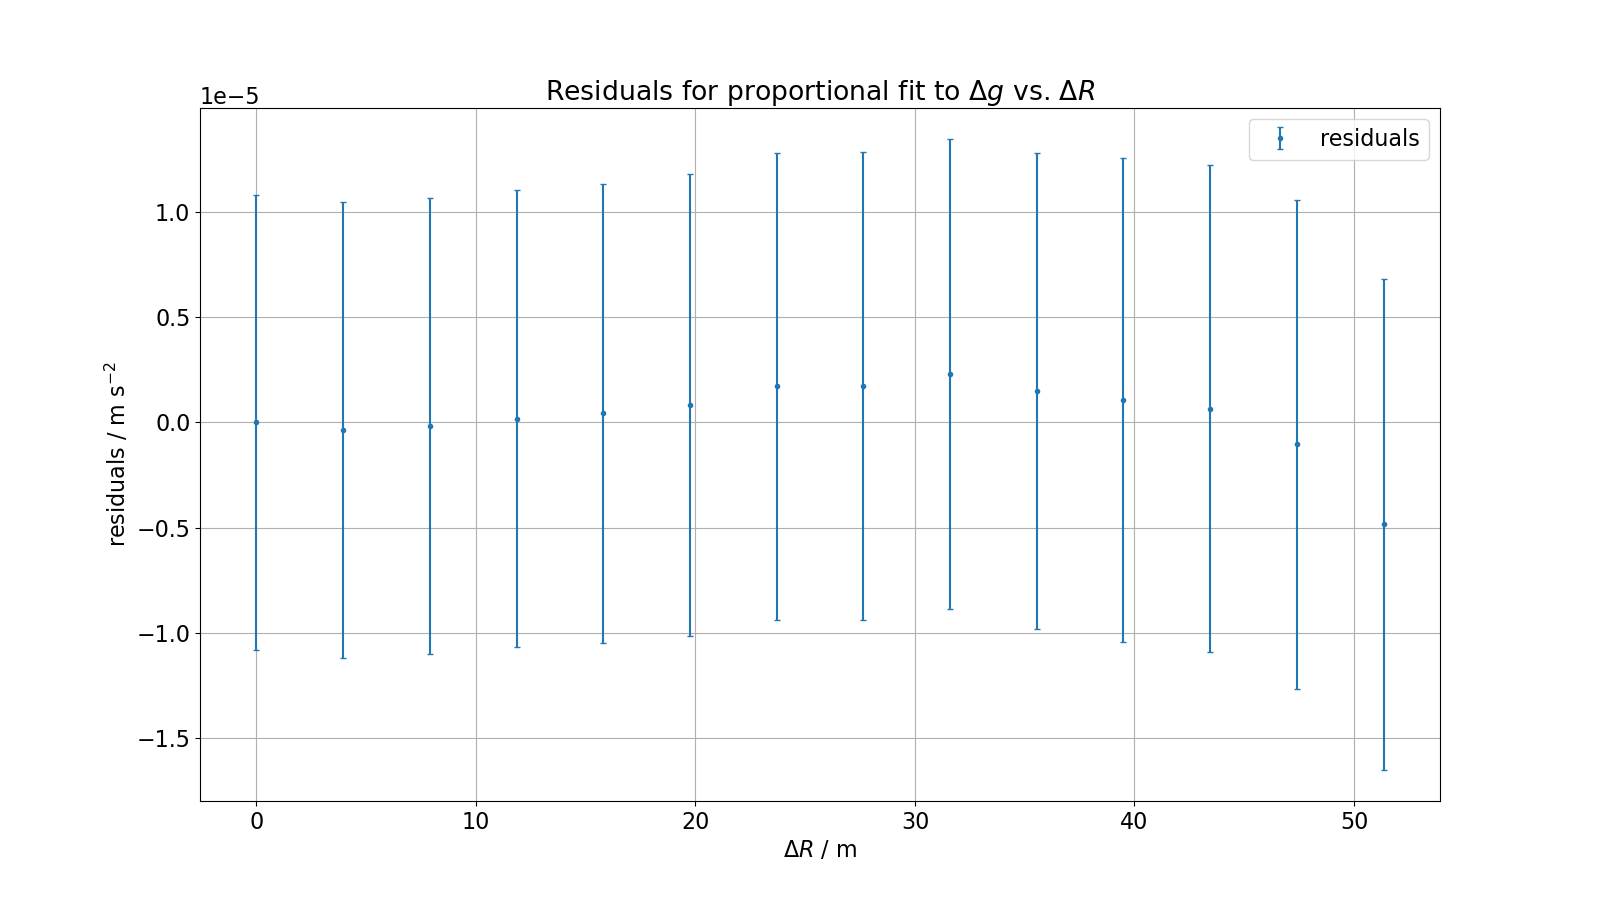 Residuals for proportional fit to Δg vs. ΔR
1e−5
residuals
1.0
0.5
0.0
−0.5
−1.0
−1.5
residuals / m s⁻²
0 10 20 30 40 50
ΔR / m